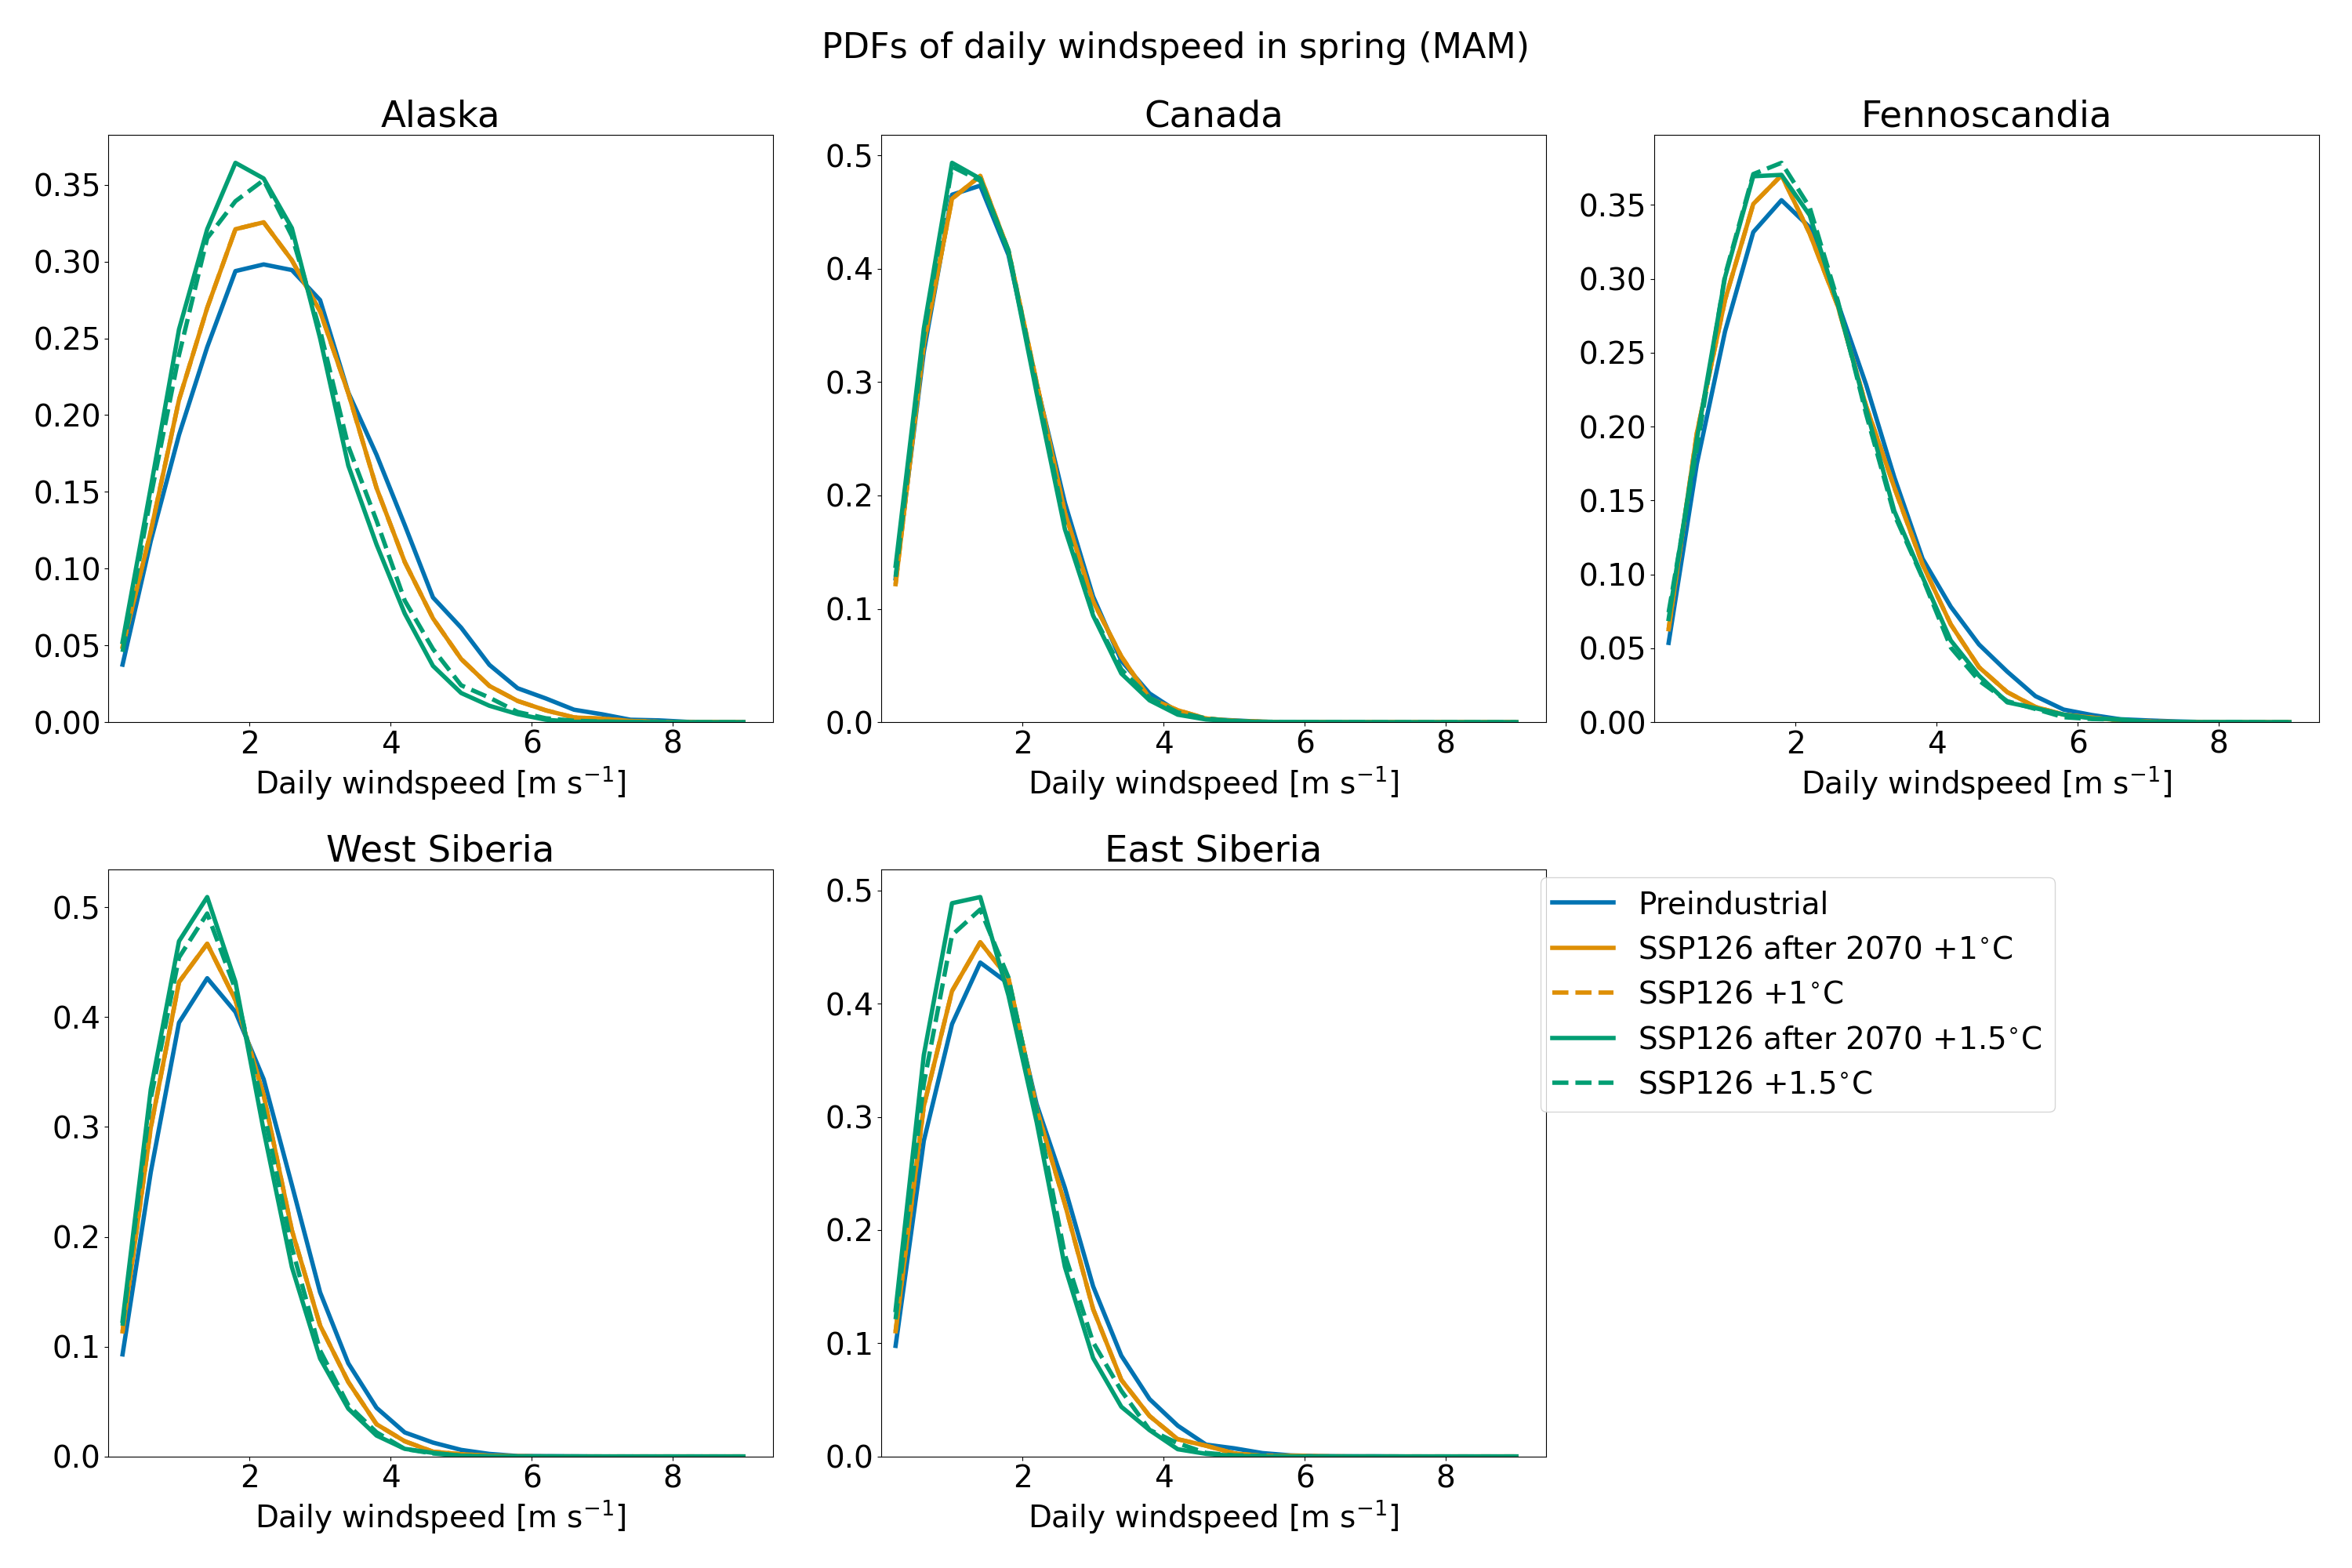 PDFs of daily windspeed in spring (MAM)
Alaska
0.35
0.30
0.25
0.20
0.15
0.10
0.05
0.00
2 4 6 8
Daily windspeed [m s⁻¹]
Canada
0.5
0.4
0.3
0.2
0.1
0.0
2 4 6 8
Daily windspeed [m s⁻¹]
Fennoscandia
0.35
0.30
0.25
0.20
0.15
0.10
0.05
0.00
2 4 6 8
Daily windspeed [m s⁻¹]
West Siberia
0.5
0.4
0.3
0.2
0.1
0.0
2 4 6 8
Daily windspeed [m s⁻¹]
East Siberia
0.5
0.4
0.3
0.2
0.1
0.0
2 4 6 8
Daily windspeed [m s⁻¹]
Preindustrial
SSP126 after 2070 +1°C
SSP126 +1°C
SSP126 after 2070 +1.5°C
SSP126 +1.5°C